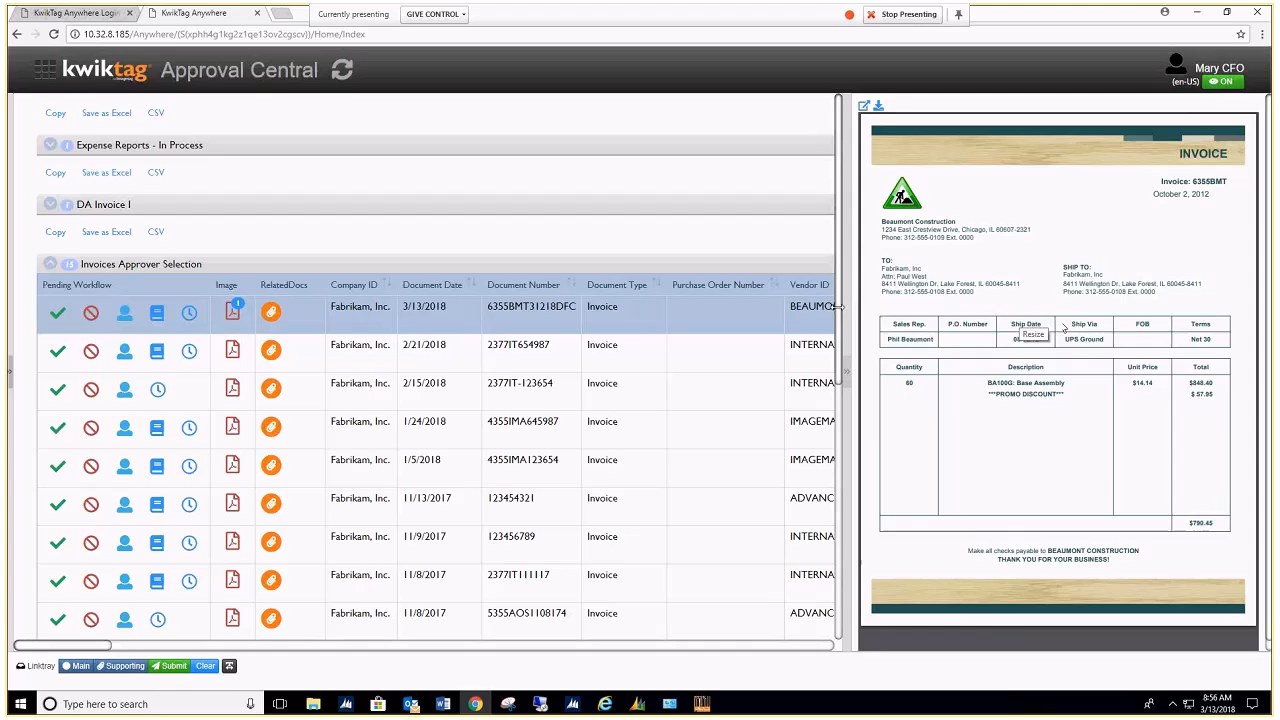 KwikTag Anywhere Login
KwikTag Anywhere
Currently presenting
GIVE CONTROL
Stop Presenting
10.32.8.185/Anywhere/(S(xphh4g1kg2z1qe13ov2cgscv))/Home/Index
kwiktag
Approval Central
Mary CFO
(en-US)
ON
Copy Save as Excel CSV
Expense Reports - In Process
Copy Save as Excel CSV
DA Invoice I
Copy Save as Excel CSV
15 Invoices Approver Selection
Pending Workflow Image RelatedDocs Company ID Document Date Document Number Document Type Purchase Order Number Vendor ID
Fabrikam, Inc. 3/13/2018 6355BMT31218DFC Invoice BEAUMO
Fabrikam, Inc. 2/21/2018 2377IT654987 Invoice INTERNA
Fabrikam, Inc. 2/15/2018 2377IT-123654 Invoice INTERNA
Fabrikam, Inc. 1/24/2018 4355IMA645987 Invoice IMAGEMA
Fabrikam, Inc. 1/5/2018 4355IMA123654 Invoice IMAGEMA
Fabrikam, Inc. 11/13/2017 123454321 Invoice ADVANC
Fabrikam, Inc. 11/9/2017 123456789 Invoice INTERNA
Fabrikam, Inc. 11/8/2017 2377IT111117 Invoice INTERNA
Fabrikam, Inc. 11/8/2017 5355AOS1108174 Invoice ADVANC
Linktray Main Supporting Submit Clear
INVOICE
Invoice: 6355BMT
October 2, 2012
Beaumont Construction
1234 East Crestview Drive, Chicago, IL 60607-2321
Phone: 312-555-0109 Ext. 0000
TO:
Fabrikam, Inc
Attn: Paul West
8411 Wellington Dr, Lake Forest, IL 60045-8411
Phone: 312-555-0102 Ext. 0000
SHIP TO:
Fabrikam, Inc
8411 Wellington Dr, Lake Forest, IL 60045-8411
Phone: 312-555-0102 Ext. 0000
Sales Rep. P.O. Number Ship Date Ship Via FOB Terms
Resize
Phil Beaumont UPS Ground Net 30
Quantity Description Unit Price Total
60 BA100G: Base Assembly $14.14 $848.40
***PROMO DISCOUNT*** $ 57.95
$790.45
Make all checks payable to BEAUMONT CONSTRUCTION
THANK YOU FOR YOUR BUSINESS!
Type here to search
8:56 AM
3/13/2018